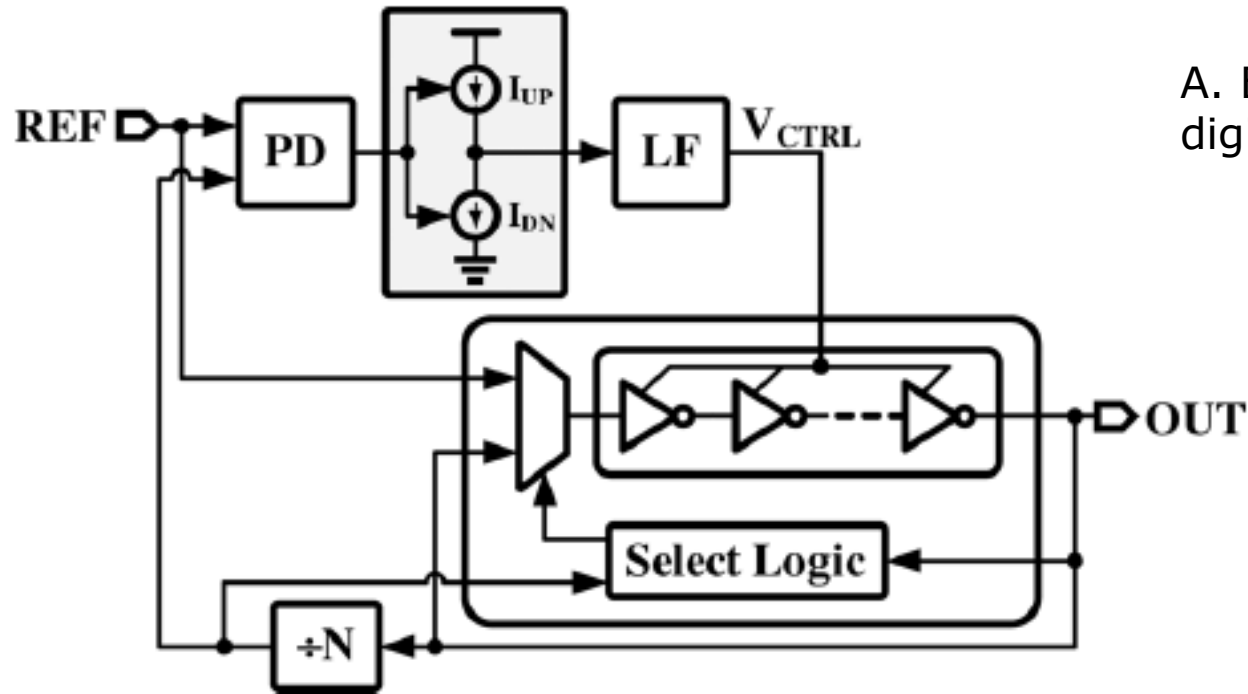 A. E
dig
REF
PD
I_UP
I_DN
LF
V_CTRL
OUT
Select Logic
÷N